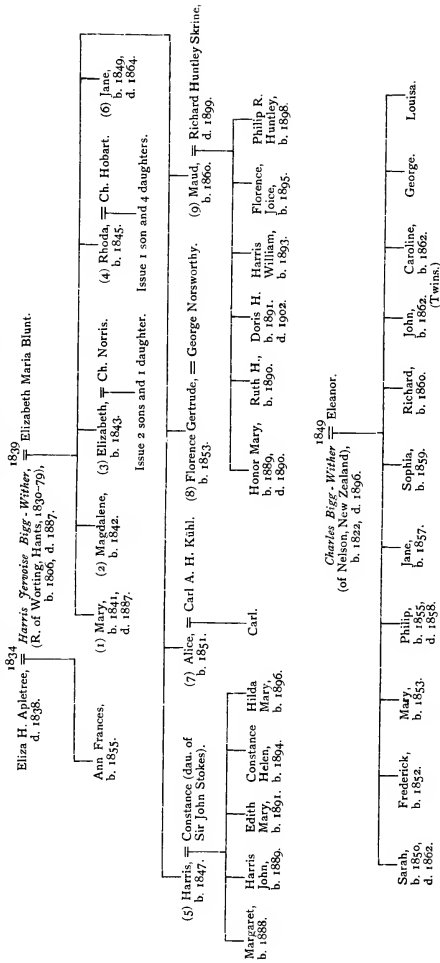 1834
1839
Eliza H. Apletree, = Harris Jervoise Bigg-Wither, = Elizabeth Maria Blunt.
d. 1838.
(R. of Worting, Hants, 1830-79),
b. 1806, d. 1887.
Ann Frances,
b. 1855.
(1) Mary,
b. 1841,
d. 1887.
(2) Magdalene,
b. 1842.
(3) Elizabeth, = Ch. Norris.
b. 1843.
Issue 2 sons and 1 daughter.
(4) Rhoda, = Ch. Hobart.
b. 1845.
Issue 1 son and 4 daughters.
(6) Jane,
b. 1849,
d. 1864.
(5) Harris, = Constance (dau. of
b. 1847.
Sir John Stokes).
(7) Alice, = Carl A. H. Kühl.
b. 1851.
(8) Florence Gertrude, = George Norsworthy.
b. 1853.
(9) Maud, = Richard Huntley Skrine,
b. 1860.
d. 1899.
Margaret,
b. 1888.
Harris
John,
b. 1889.
Edith
Mary,
b. 1891.
Constance
Helen,
b. 1894.
Hilda
Mary,
b. 1896.
Carl.
Honor Mary,
b. 1889,
d. 1890.
Ruth H.,
b. 1890.
Doris H.
b. 1891.
d. 1902.
Harris
William,
b. 1893.
Florence,
Joice,
b. 1895.
Philip R.
Huntley,
b. 1898.
1849
Charles Bigg-Wither = Eleanor.
(of Nelson, New Zealand),
b. 1822, d. 1896.
Sarah,
b. 1850,
d. 1862.
Frederick,
b. 1852.
Mary,
b. 1853.
Philip,
b. 1855,
d. 1858.
Jane,
b. 1857.
Sophia,
b. 1859.
Richard,
b. 1860.
John,
b. 1862.
Caroline,
b. 1862.
(Twins.)
George.
Louisa.